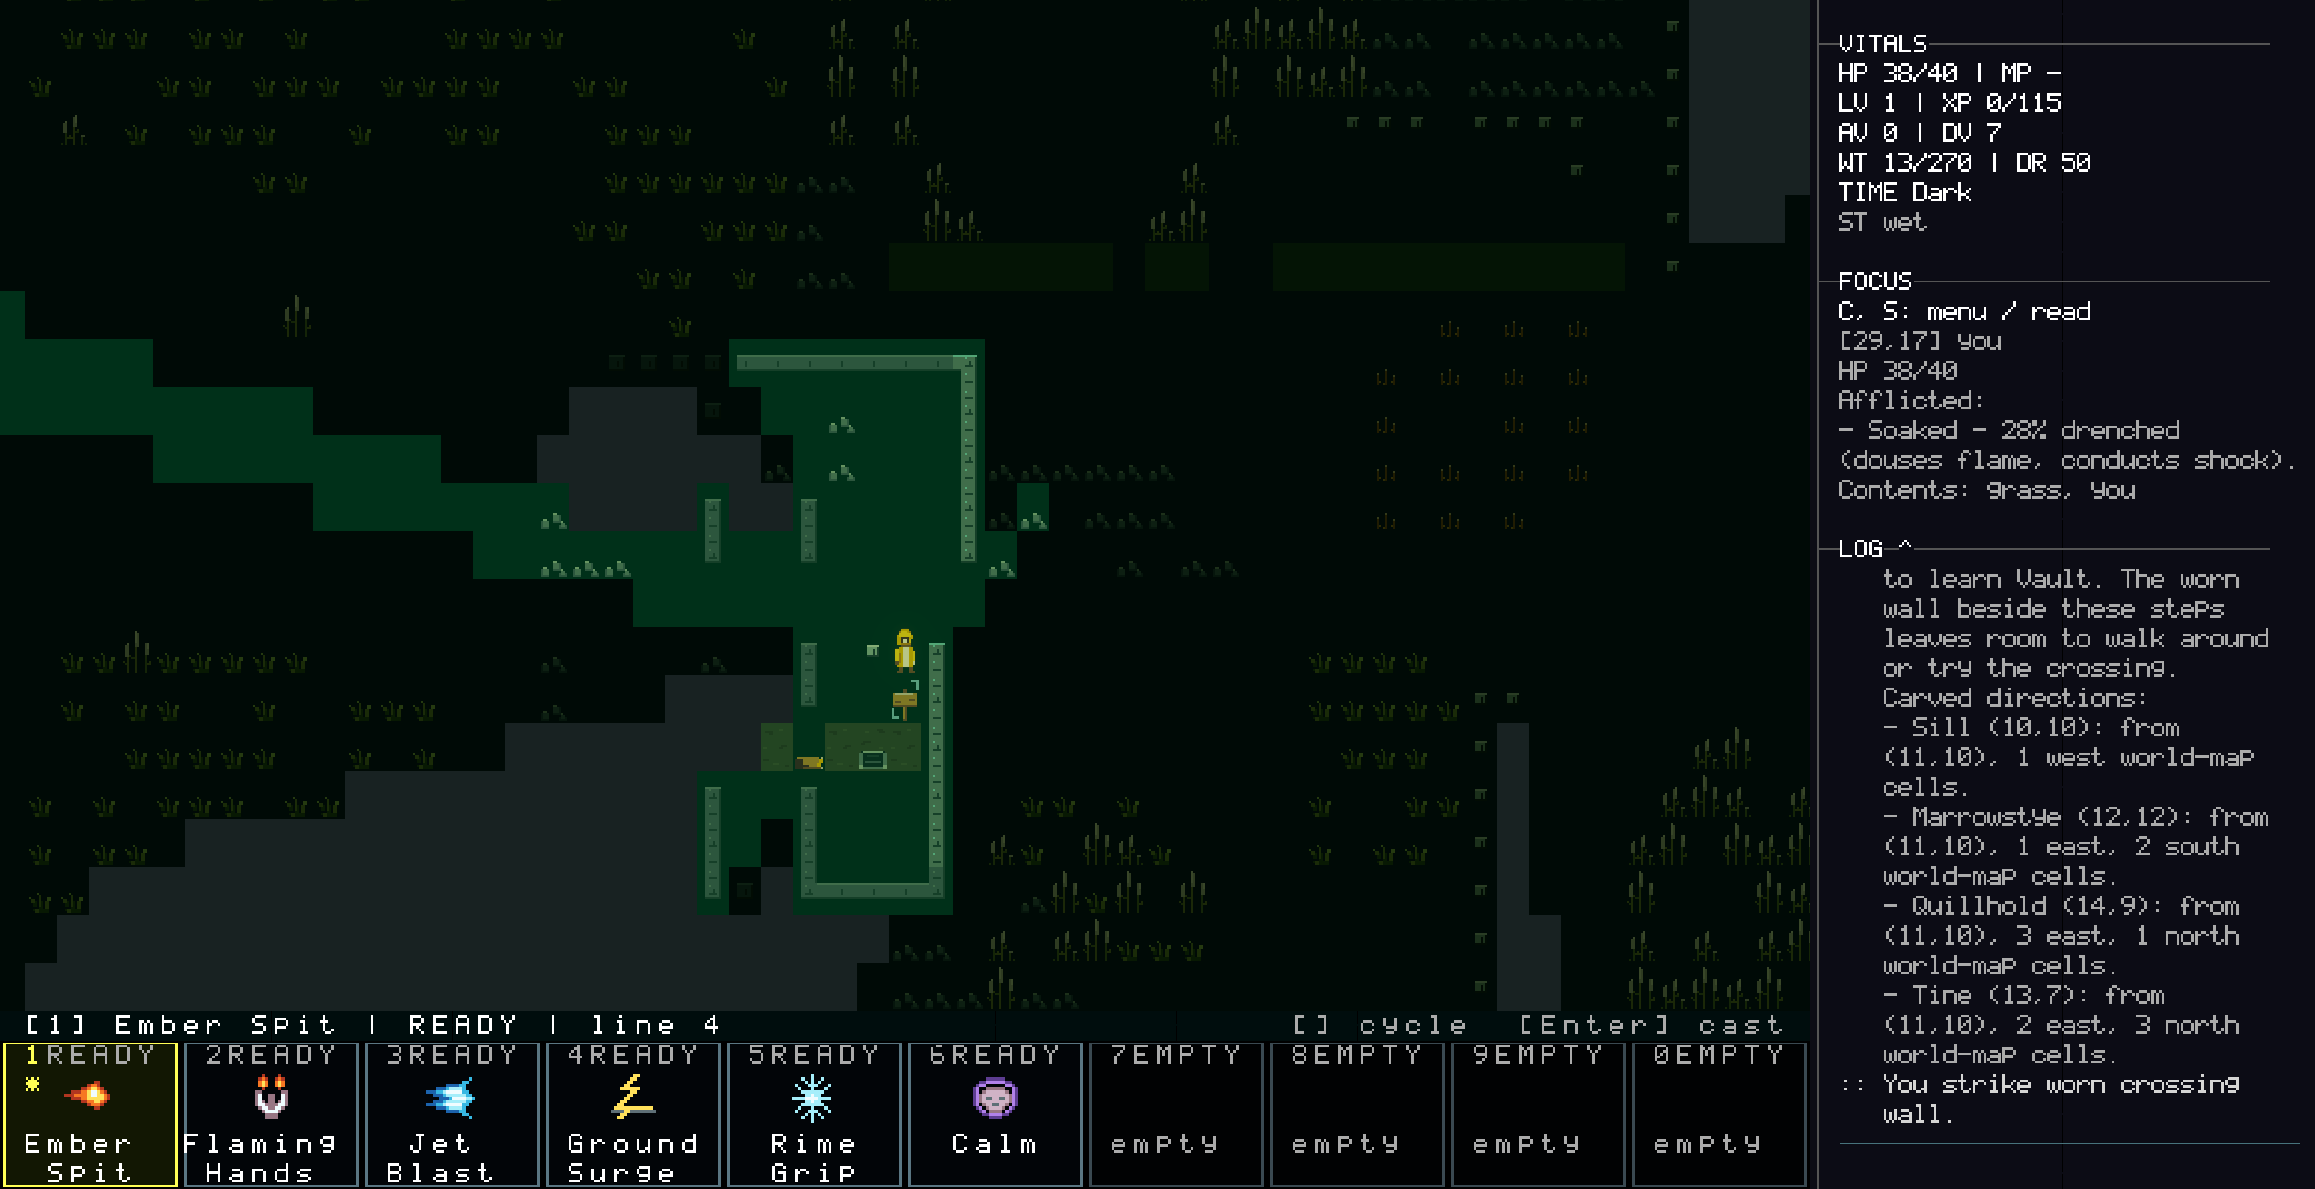 VITALS
HP 38/40 | MP -
LV 1 | XP 0/115
AV 0 | DV 7
WT 13/270 | DR 50
TIME Dark
ST wet
FOCUS
C, S: menu / read
[29,17] you
HP 38/40
Afflicted:
- Soaked - 28% drenched
(douses flame, conducts shock).
Contents: grass, You
LOG ^
to learn Vault. The worn
wall beside these steps
leaves room to walk around
or try the crossing.
Carved directions:
- Sill (10,10): from
(11,10), 1 west world-map
cells.
- Marrowstye (12,12): from
(11,10), 1 east, 2 south
world-map cells.
- Quillhold (14,9): from
(11,10), 3 east, 1 north
world-map cells.
- Tine (13,7): from
(11,10), 2 east, 3 north
world-map cells.
:: You strike worn crossing
wall.
[1] Ember Spit | READY | line 4
[] cycle [Enter] cast
1READY 2READY 3READY 4READY 5READY 6READY 7EMPTY 8EMPTY 9EMPTY 0EMPTY
Ember Flaming Jet Ground Rime Calm empty empty empty empty
Spit Hands Blast Surge Grip